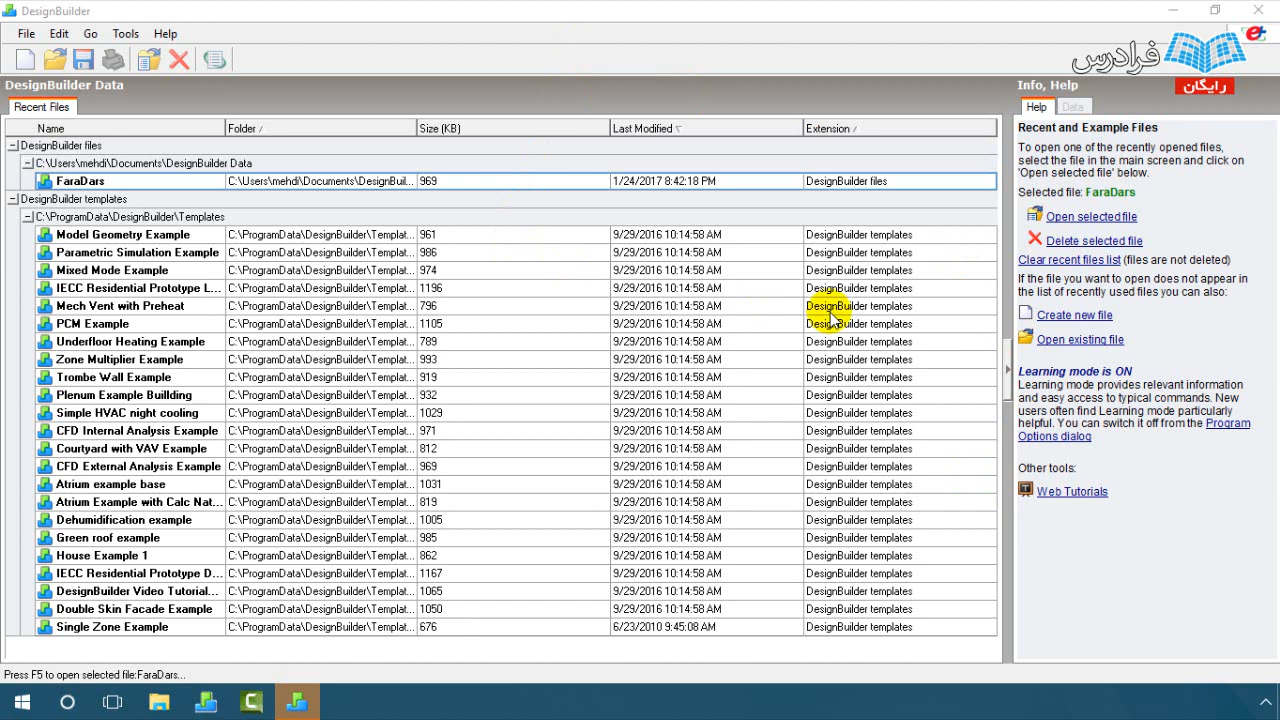 DesignBuilder
File Edit Go Tools Help
فرادرس
رایگان
DesignBuilder Data
Recent Files
Name Folder Size (KB) Last Modified Extension
DesignBuilder files
C:\Users\mehdi\Documents\DesignBuilder Data
FaraDars C:\Users\mehdi\Documents\DesignBuil... 969 1/24/2017 8:42:18 PM DesignBuilder files
DesignBuilder templates
C:\ProgramData\DesignBuilder\Templates
Model Geometry Example C:\ProgramData\DesignBuilder\Templat... 961 9/29/2016 10:14:58 AM DesignBuilder templates
Parametric Simulation Example C:\ProgramData\DesignBuilder\Templat... 986 9/29/2016 10:14:58 AM DesignBuilder templates
Mixed Mode Example C:\ProgramData\DesignBuilder\Templat... 974 9/29/2016 10:14:58 AM DesignBuilder templates
IECC Residential Prototype L... C:\ProgramData\DesignBuilder\Templat... 1196 9/29/2016 10:14:58 AM DesignBuilder templates
Mech Vent with Preheat C:\ProgramData\DesignBuilder\Templat... 796 9/29/2016 10:14:58 AM DesignBuilder templates
PCM Example C:\ProgramData\DesignBuilder\Templat... 1105 9/29/2016 10:14:58 AM DesignBuilder templates
Underfloor Heating Example C:\ProgramData\DesignBuilder\Templat... 789 9/29/2016 10:14:58 AM DesignBuilder templates
Zone Multiplier Example C:\ProgramData\DesignBuilder\Templat... 993 9/29/2016 10:14:58 AM DesignBuilder templates
Trombe Wall Example C:\ProgramData\DesignBuilder\Templat... 919 9/29/2016 10:14:58 AM DesignBuilder templates
Plenum Example Buillding C:\ProgramData\DesignBuilder\Templat... 932 9/29/2016 10:14:58 AM DesignBuilder templates
Simple HVAC night cooling C:\ProgramData\DesignBuilder\Templat... 1029 9/29/2016 10:14:58 AM DesignBuilder templates
CFD Internal Analysis Example C:\ProgramData\DesignBuilder\Templat... 971 9/29/2016 10:14:58 AM DesignBuilder templates
Courtyard with VAV Example C:\ProgramData\DesignBuilder\Templat... 812 9/29/2016 10:14:58 AM DesignBuilder templates
CFD External Analysis Example C:\ProgramData\DesignBuilder\Templat... 969 9/29/2016 10:14:58 AM DesignBuilder templates
Atrium example base C:\ProgramData\DesignBuilder\Templat... 1031 9/29/2016 10:14:58 AM DesignBuilder templates
Atrium Example with Calc Nat... C:\ProgramData\DesignBuilder\Templat... 819 9/29/2016 10:14:58 AM DesignBuilder templates
Dehumidification example C:\ProgramData\DesignBuilder\Templat... 1005 9/29/2016 10:14:58 AM DesignBuilder templates
Green roof example C:\ProgramData\DesignBuilder\Templat... 985 9/29/2016 10:14:58 AM DesignBuilder templates
House Example 1 C:\ProgramData\DesignBuilder\Templat... 862 9/29/2016 10:14:58 AM DesignBuilder templates
IECC Residential Prototype D... C:\ProgramData\DesignBuilder\Templat... 1167 9/29/2016 10:14:58 AM DesignBuilder templates
DesignBuilder Video Tutorial... C:\ProgramData\DesignBuilder\Templat... 1065 9/29/2016 10:14:58 AM DesignBuilder templates
Double Skin Facade Example C:\ProgramData\DesignBuilder\Templat... 1050 9/29/2016 10:14:58 AM DesignBuilder templates
Single Zone Example C:\ProgramData\DesignBuilder\Templat... 676 6/23/2010 9:45:08 AM DesignBuilder templates
Info, Help
Help Data
Recent and Example Files
To open one of the recently opened files,
select the file in the main screen and click on
'Open selected file' below.
Selected file: FaraDars
Open selected file
Delete selected file
Clear recent files list (files are not deleted)
If the file you want to open does not appear in
the list of recently used files you can also:
Create new file
Open existing file
Learning mode is ON
Learning mode provides relevant information
and easy access to typical commands. New
users often find Learning mode particularly
helpful. You can switch it off from the Program
Options dialog
Other tools:
Web Tutorials
Press F5 to open selected file:FaraDars...